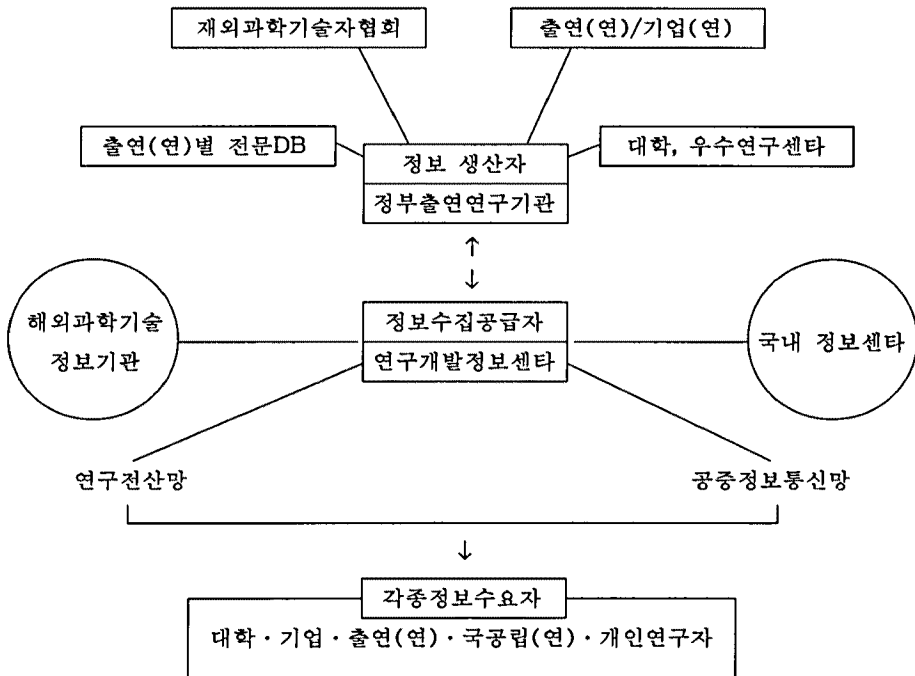 재외과학기술자협회
출연(연)/기업(연)
출연(연)별 전문DB
대학, 우수연구센타
정보 생산자
정부출연연구기관
↑
↓
해외과학기술
정보기관
정보수집공급자
연구개발정보센타
국내 정보센타
연구전산망
공증정보통신망
↓
각종정보수요자
대학·기업·출연(연)·국공립(연)·개인연구자